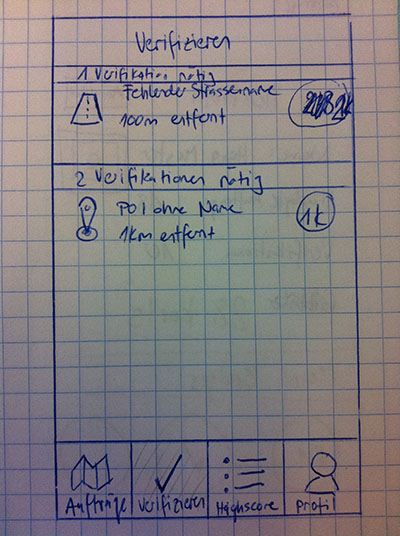 Verifizieren
1 Verifikation nötig
Fehlender Strassenname
100m entfernt
2 Verifikationen nötig
POI ohne Name
1k
1km entfernt
Aufträge Verifizieren Highscore Profil